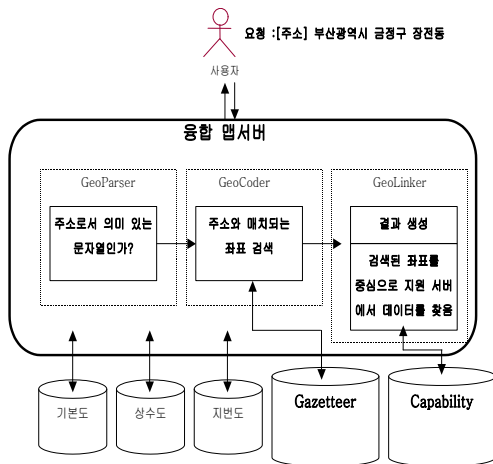 요청 :[주소] 부산광역시 금정구 장전동
사용자
융합 맵서버
GeoParser
GeoCoder
GeoLinker
주소로서 의미 있는
문자열인가?
주소와 매치되는
좌표 검색
결과 생성
검색된 좌표를
중심으로 지원 서버
에서 데이터를 찾음
기본도
상수도
지번도
Gazetteer
Capability